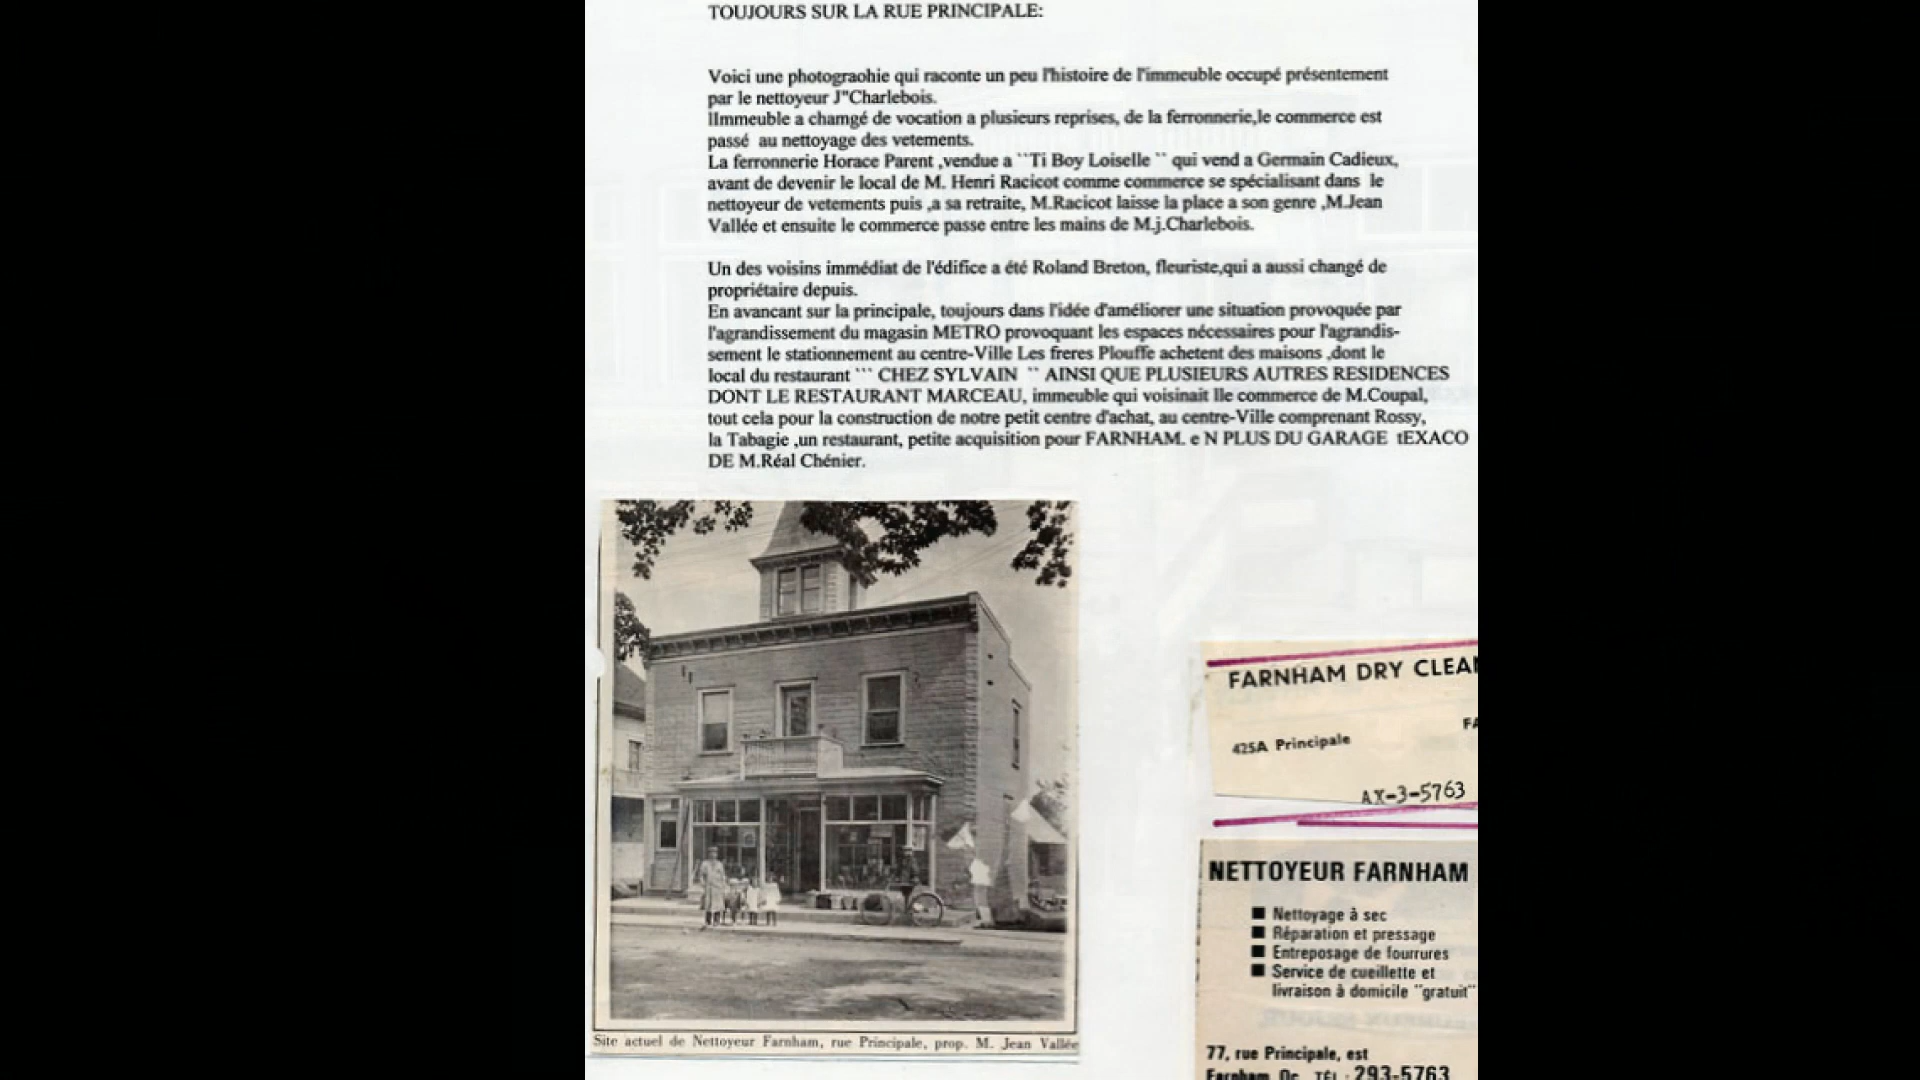 TOUJOURS SUR LA RUE PRINCIPALE:
Voici une photograohie qui raconte un peu l'histoire de l'immeuble occupé présentement
par le nettoyeur J"Charlebois.
lImmeuble a chamgé de vocation a plusieurs reprises, de la ferronnerie,le commerce est
passé au nettoyage des vetements.
La ferronnerie Horace Parent ,vendue a ``Ti Boy Loiselle `` qui vend a Germain Cadieux,
avant de devenir le local de M. Henri Racicot comme commerce se spécialisant dans le
nettoyeur de vetements puis ,a sa retraite, M.Racicot laisse la place a son genre ,M.Jean
Vallée et ensuite le commerce passe entre les mains de M.j.Charlebois.
Un des voisins immédiat de l'édifice a été Roland Breton, fleuriste,qui a aussi changé de
propriétaire depuis.
En avancant sur la principale, toujours dans l'idée d'améliorer une situation provoquée par
l'agrandissement du magasin METRO provoquant les espaces nécessaires pour l'agrandis-
sement le stationnement au centre-Ville Les freres Plouffe achetent des maisons ,dont le
local du restaurant ``` CHEZ SYLVAIN `` AINSI QUE PLUSIEURS AUTRES RESIDENCES
DONT LE RESTAURANT MARCEAU, immeuble qui voisinait lle commerce de M.Coupal,
tout cela pour la construction de notre petit centre d'achat, au centre-Ville comprenant Rossy,
la Tabagie ,un restaurant, petite acquisition pour FARNHAM. e N PLUS DU GARAGE tEXACO
DE M.Réal Chénier.
Site actuel de Nettoyeur Farnham, rue Principale, prop. M. Jean Vallée
FARNHAM DRY CLEA
FA
425A Principale
AX-3-5763
NETTOYEUR FARNHAM
■ Nettoyage à sec
■ Réparation et pressage
■ Entreposage de fourrures
■ Service de cueillette et
livraison à domicile "gratuit"
77, rue Principale, est
Farnham, Qc TÉL.: 293-5763